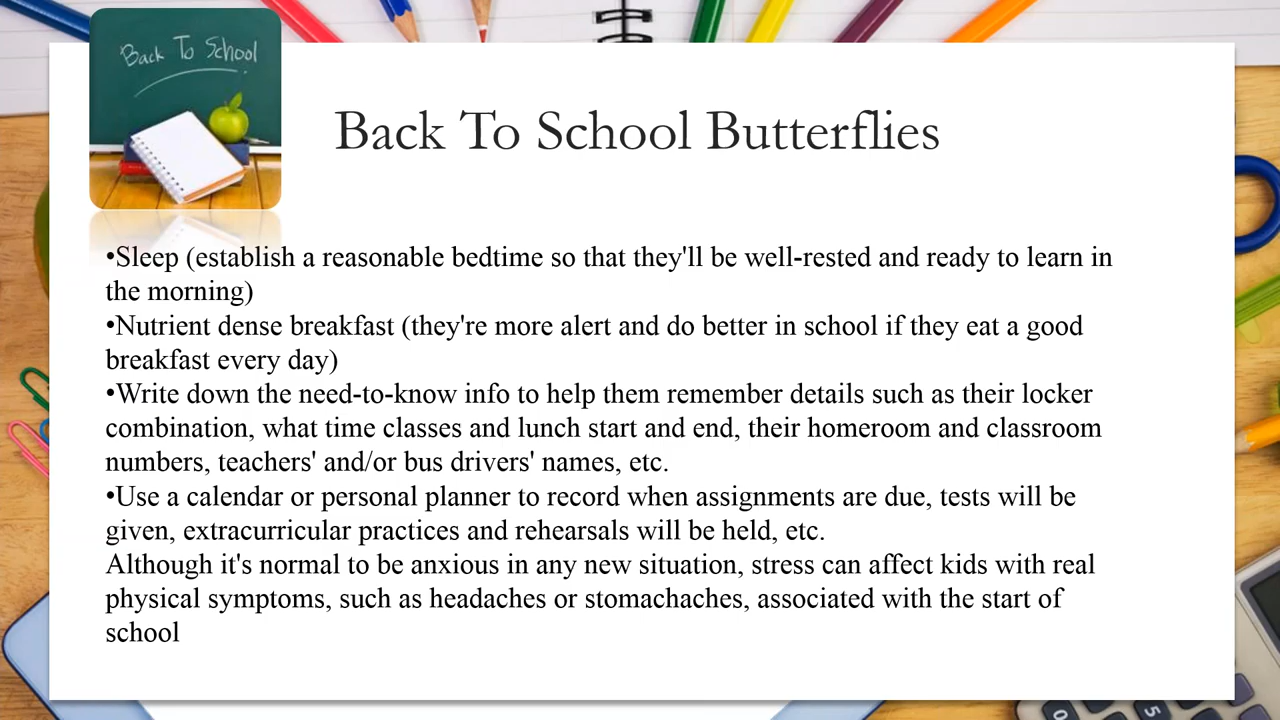 Back To School
Back To School Butterflies
•Sleep (establish a reasonable bedtime so that they'll be well-rested and ready to learn in
the morning)
•Nutrient dense breakfast (they're more alert and do better in school if they eat a good
breakfast every day)
•Write down the need-to-know info to help them remember details such as their locker
combination, what time classes and lunch start and end, their homeroom and classroom
numbers, teachers' and/or bus drivers' names, etc.
•Use a calendar or personal planner to record when assignments are due, tests will be
given, extracurricular practices and rehearsals will be held, etc.
Although it's normal to be anxious in any new situation, stress can affect kids with real
physical symptoms, such as headaches or stomachaches, associated with the start of
school
0
5